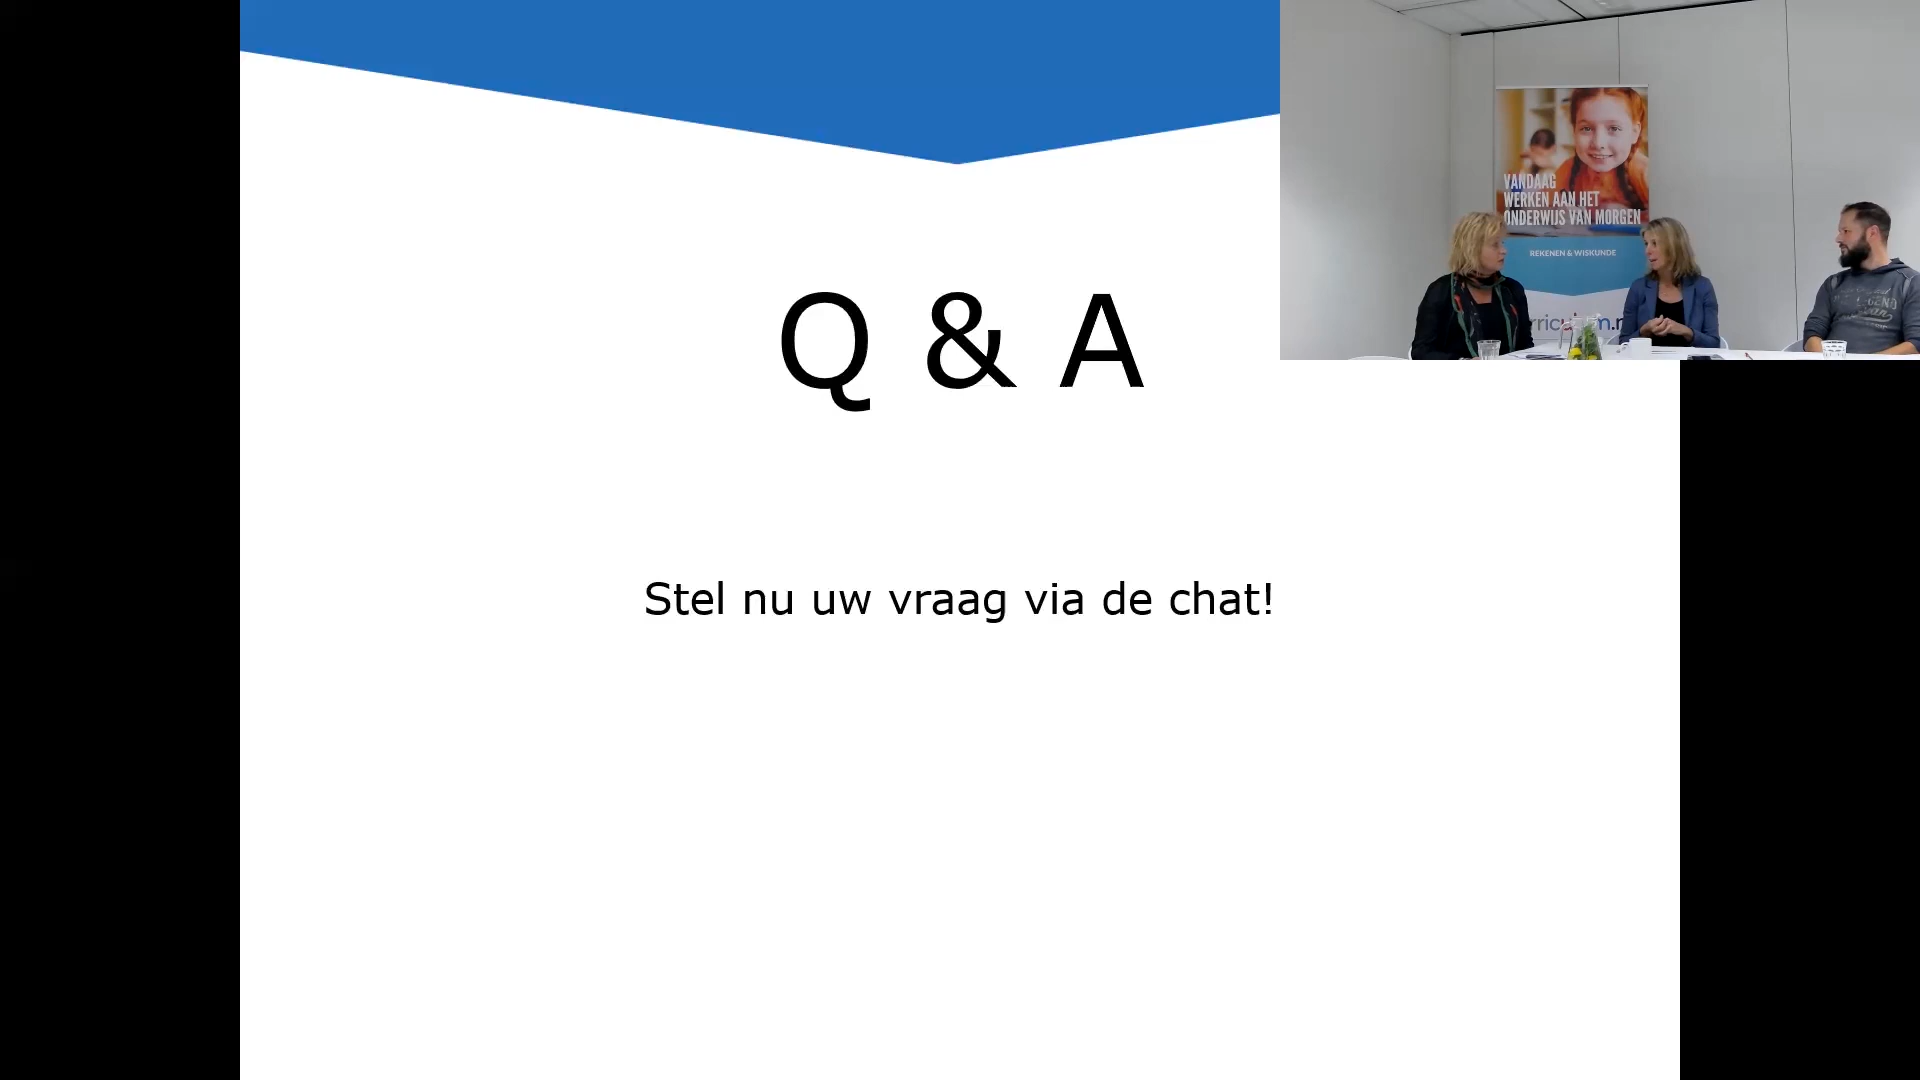 Q & A
Stel nu uw vraag via de chat!
VANDAAG
WERKEN AAN HET
ONDERWIJS VAN MORGEN
REKENEN & WISKUNDE